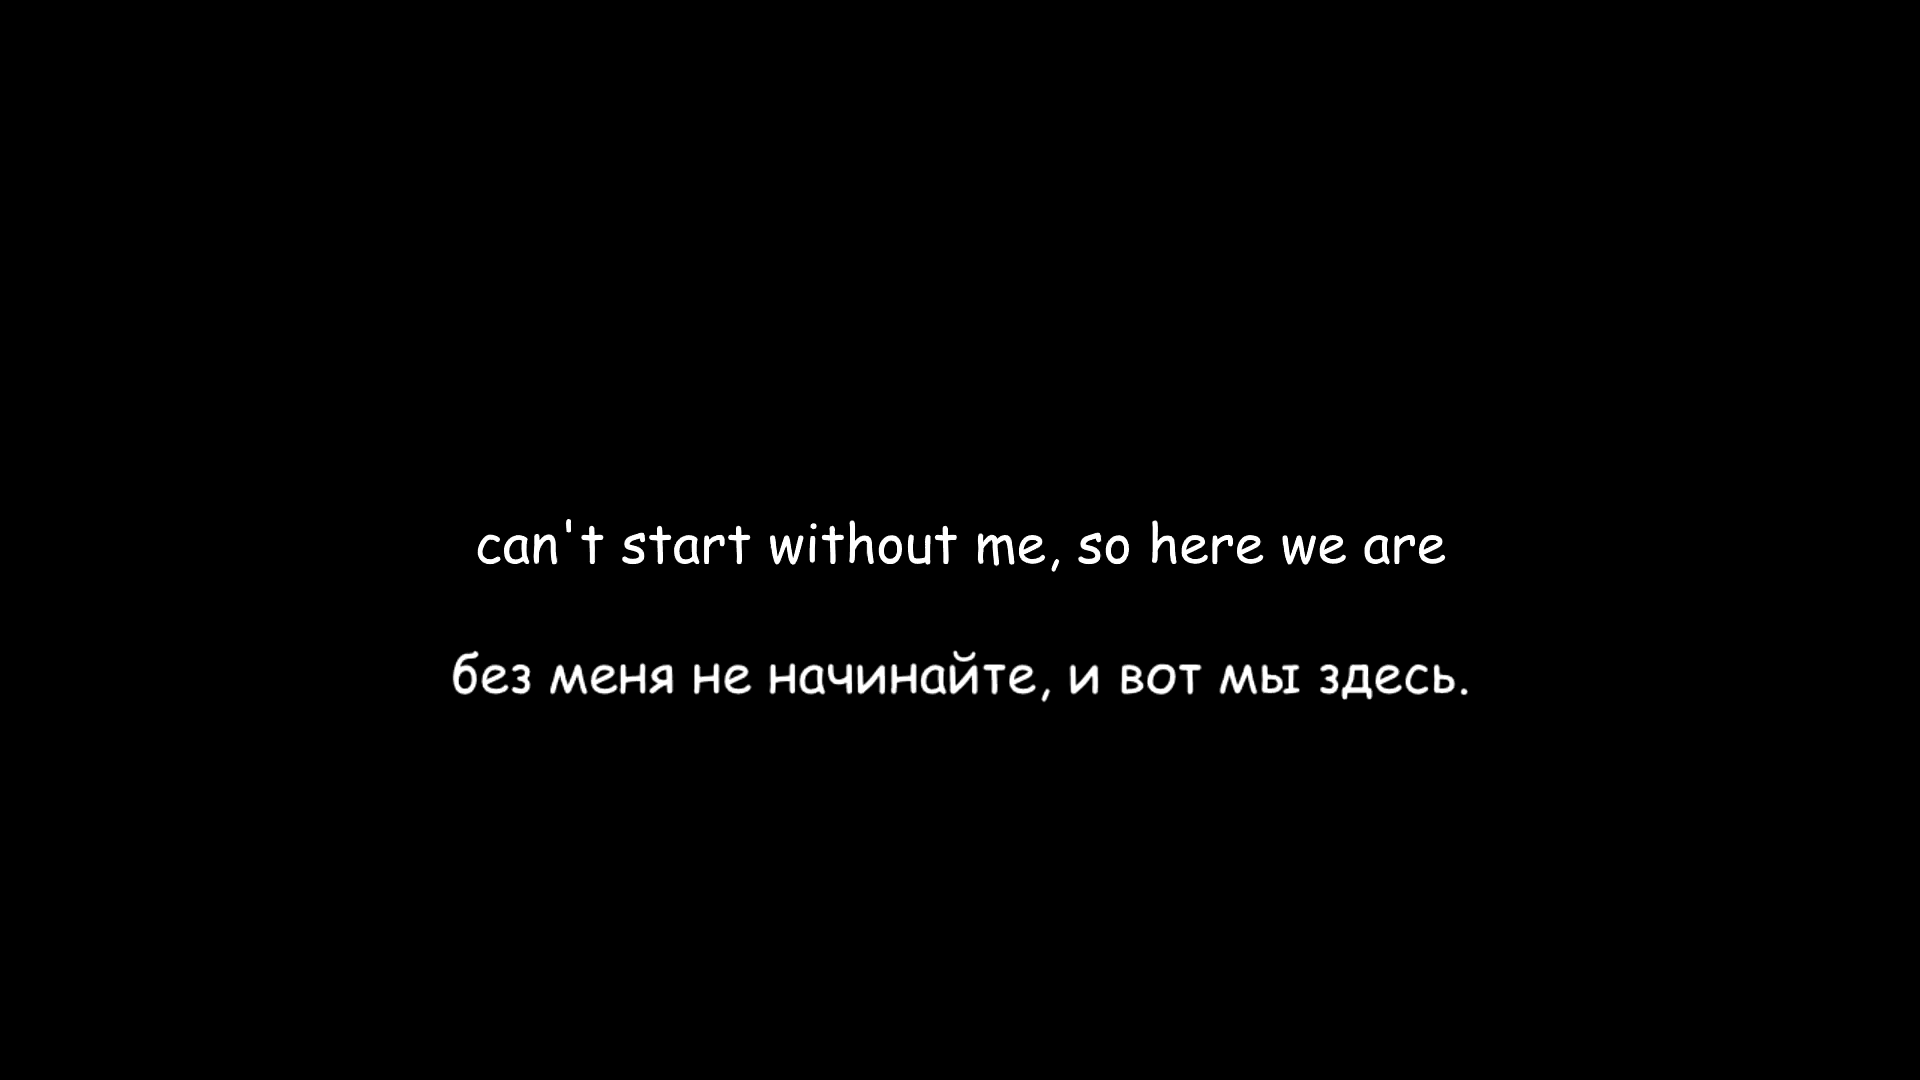 can't start without me, so here we are
без меня не начинайте, и вот мы здесь.